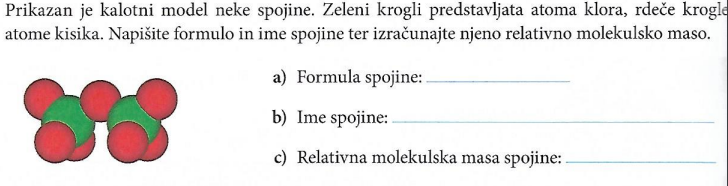 Prikazan je kalotni model neke spojine. Zeleni krogli predstavljata atoma klora, rdeče krogle
atome kisika. Napišite formulo in ime spojine ter izračunajte njeno relativno molekulsko maso.
a) Formula spojine:
b) Ime spojine:
c) Relativna molekulska masa spojine: